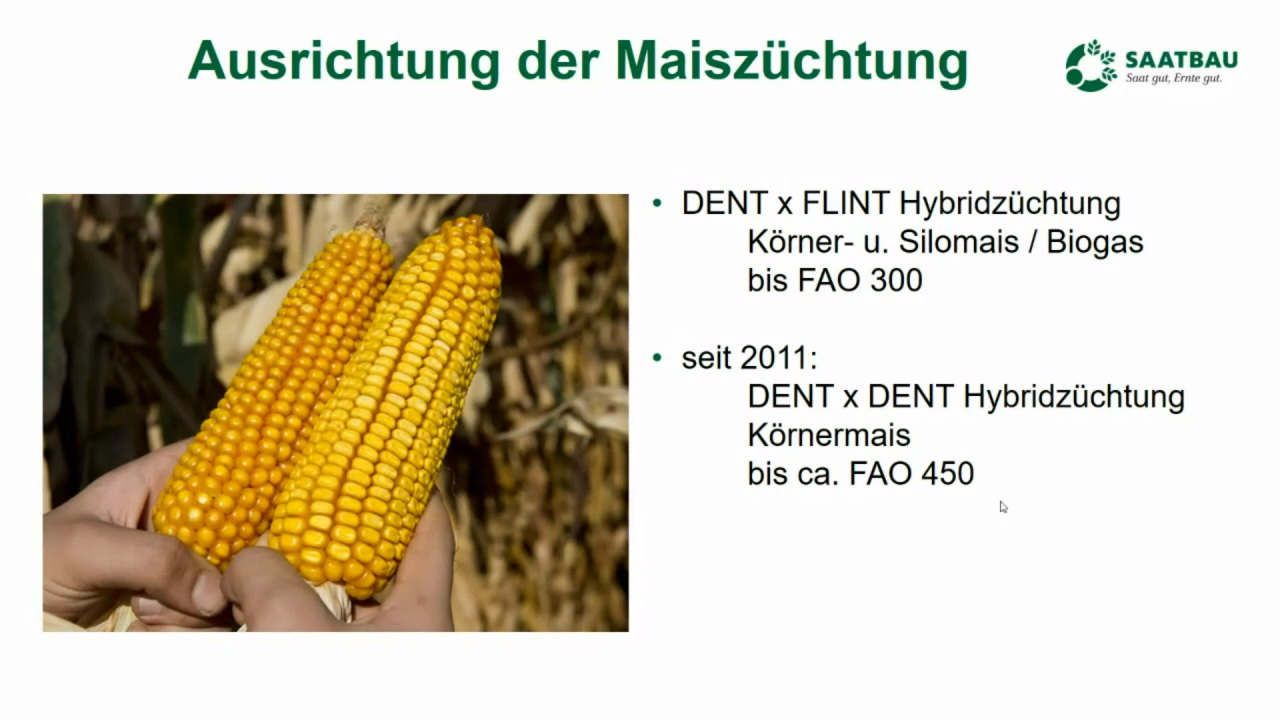 Ausrichtung der Maiszüchtung
SAATBAU
Saat gut, Ernte gut.
• DENT x FLINT Hybridzüchtung
Körner- u. Silomais / Biogas
bis FAO 300
• seit 2011:
DENT x DENT Hybridzüchtung
Körnermais
bis ca. FAO 450